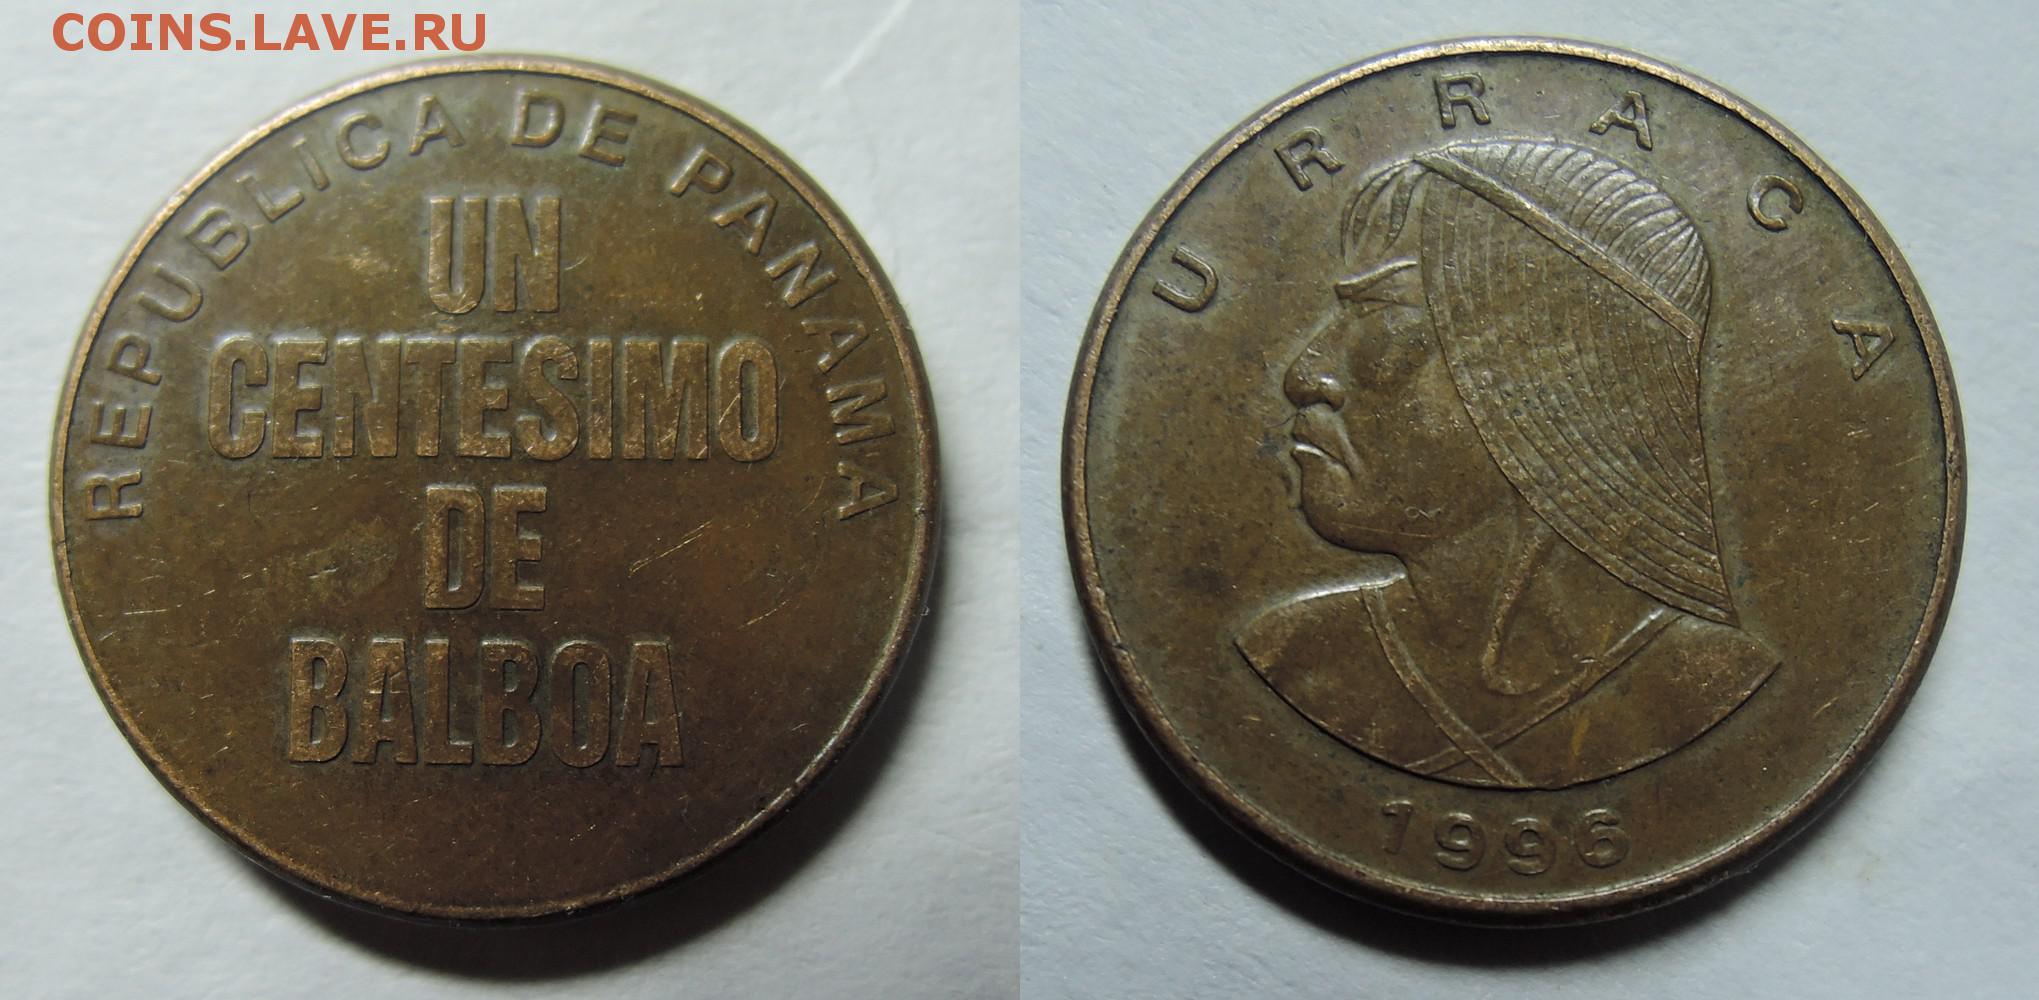 COINS.LAVE.RU
REPUBLICA DE PANAMA
UN
CENTESIMO
DE
BALBOA
URRACA
1996